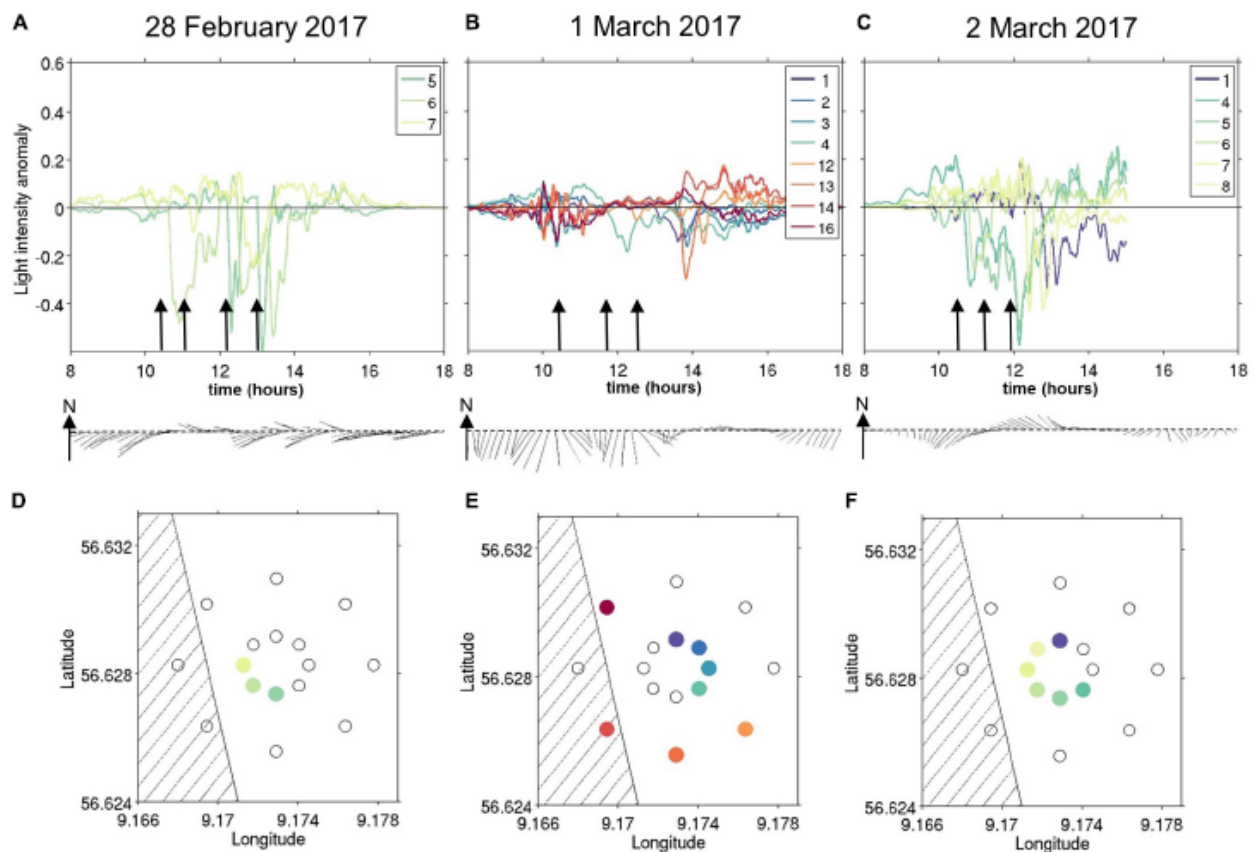 A 28 February 2017
B 1 March 2017
C 2 March 2017
Light intensity anomaly
0.6
0.4
0.2
0
-0.2
-0.4
5
6
7
1
2
3
4
12
13
14
16
1
4
5
6
7
8
8 10 12 14 16 18
8 10 12 14 16 18
8 10 12 14 16 18
time (hours)
time (hours)
time (hours)
N
N
N
D
E
F
Latitude
56.632
56.628
56.624
Latitude
56.632
56.628
56.624
Latitude
56.632
56.628
56.624
9.166 9.17 9.174 9.178
9.166 9.17 9.174 9.178
9.166 9.17 9.174 9.178
Longitude
Longitude
Longitude